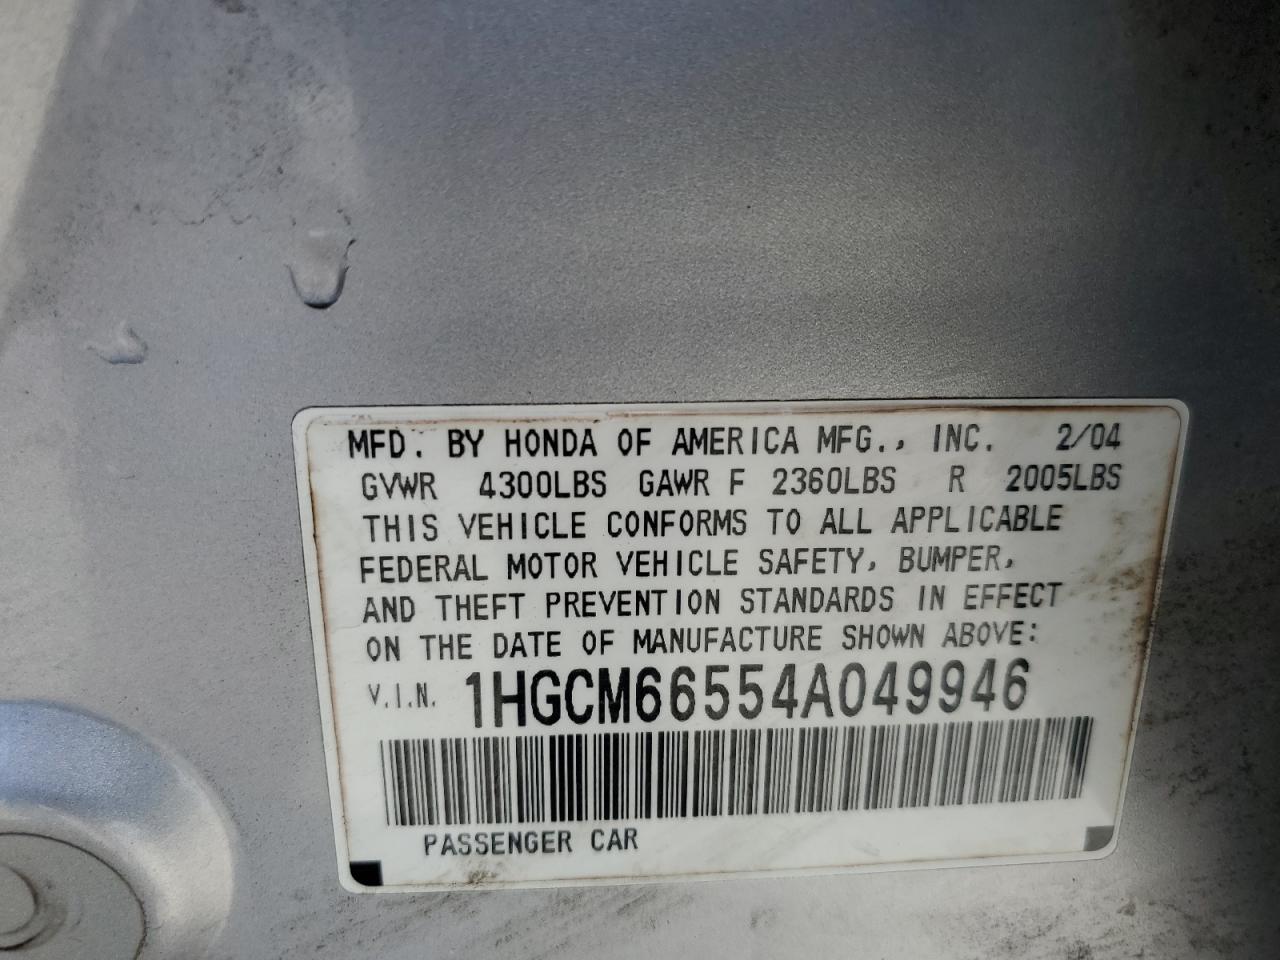 MFD. BY HONDA OF AMERICA MFG., INC. 2/04
GVWR 4300LBS GAWR F 2360LBS R 2005LBS
THIS VEHICLE CONFORMS TO ALL APPLICABLE
FEDERAL MOTOR VEHICLE SAFETY, BUMPER,
AND THEFT PREVENTION STANDARDS IN EFFECT
ON THE DATE OF MANUFACTURE SHOWN ABOVE:
V.I.N. 1HGCM66554A049946
PASSENGER CAR